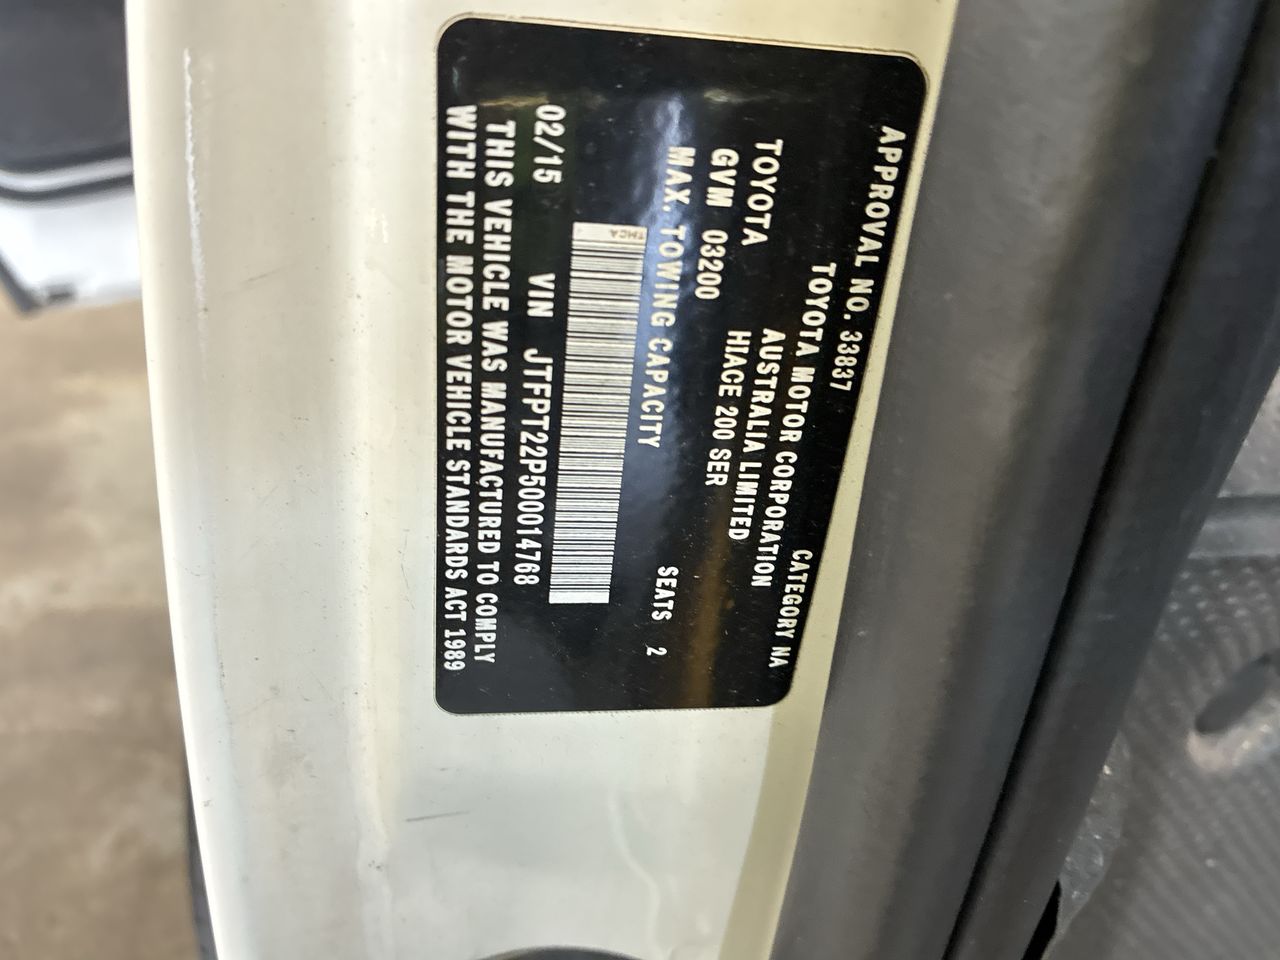 APPROVAL NO. 33837 CATEGORY NA
TOYOTA MOTOR CORPORATION
AUSTRALIA LIMITED
TOYOTA HIACE 200 SER
GVM 03200
MAX. TOWING CAPACITY SEATS 2
TMCA
02/15 VIN JTFPT22P500014768
THIS VEHICLE WAS MANUFACTURED TO COMPLY
WITH THE MOTOR VEHICLE STANDARDS ACT 1989